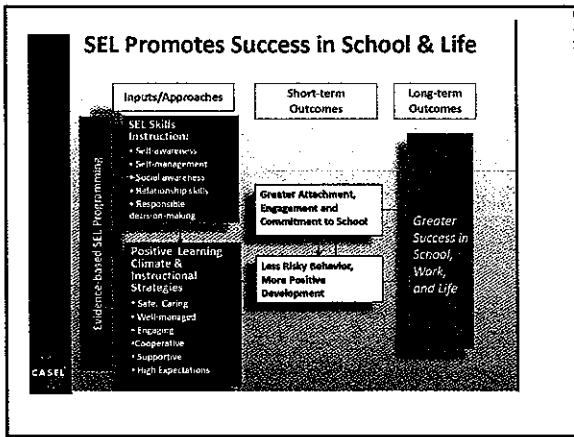 SEL Promotes Success in School & Life
Inputs/Approaches
Short-term
Outcomes
Long-term
Outcomes
Evidence-based SEL Programming
SEL Skills
Instruction:
• Self-awareness
• Self-management
• Social awareness
• Relationship skills
• Responsible
decision-making
Positive Learning
Climate &
Instructional
Strategies
• Safe, Caring
• Well-managed
• Engaging
•Cooperative
• Supportive
• High Expectations
Greater Attachment,
Engagement and
Commitment to School
Less Risky Behavior,
More Positive
Development
Greater
Success in
School,
Work,
and Life
CASEL